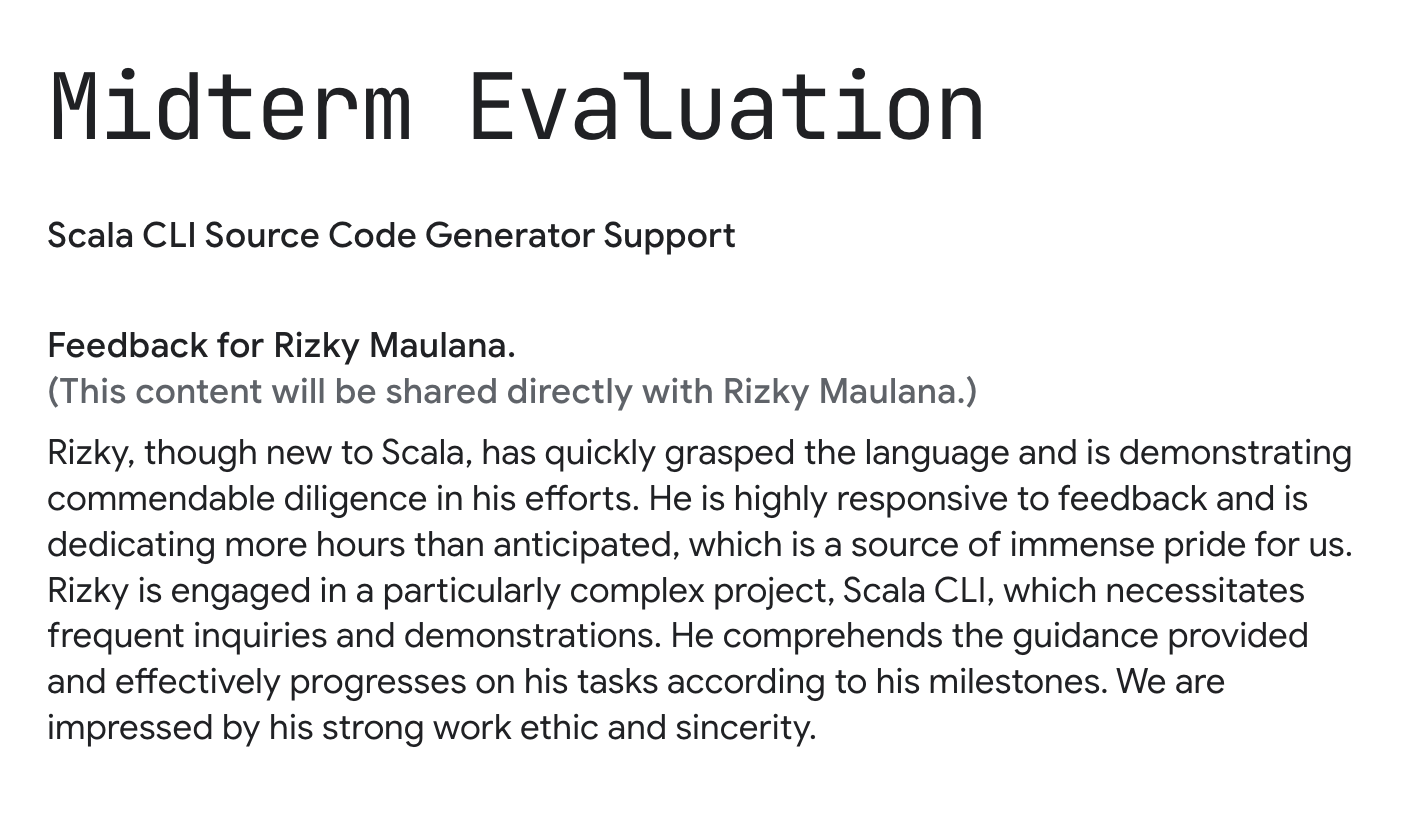 Midterm Evaluation
Scala CLI Source Code Generator Support
Feedback for Rizky Maulana.
(This content will be shared directly with Rizky Maulana.)
Rizky, though new to Scala, has quickly grasped the language and is demonstrating
commendable diligence in his efforts. He is highly responsive to feedback and is
dedicating more hours than anticipated, which is a source of immense pride for us.
Rizky is engaged in a particularly complex project, Scala CLI, which necessitates
frequent inquiries and demonstrations. He comprehends the guidance provided
and effectively progresses on his tasks according to his milestones. We are
impressed by his strong work ethic and sincerity.